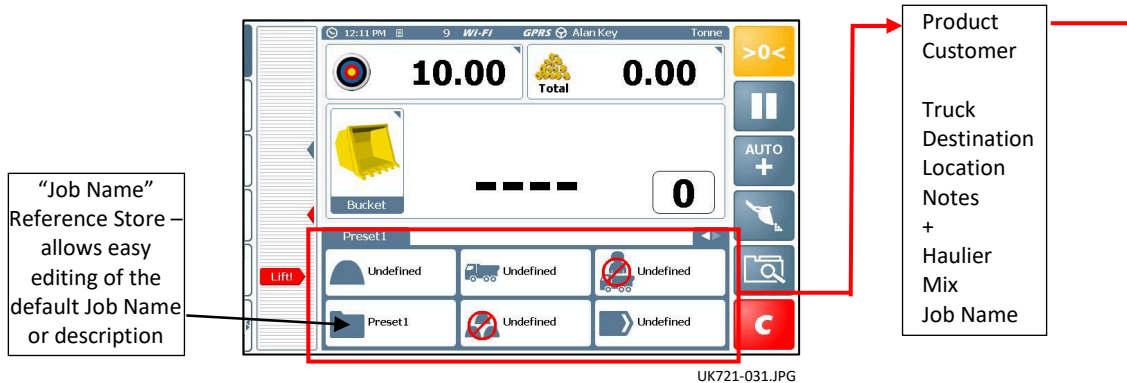 12:11 PM 9 Wi-Fi GPRS Alan Key Tonne
10.00
Total
0.00
>0<
AUTO
+
Bucket
----
0
Preset1
Lift!
Undefined
Undefined
Undefined
Preset1
Undefined
Undefined
C
“Job Name”
Reference Store –
allows easy
editing of the
default Job Name
or description
Product
Customer
Truck
Destination
Location
Notes
+
Haulier
Mix
Job Name
UK721-031.JPG